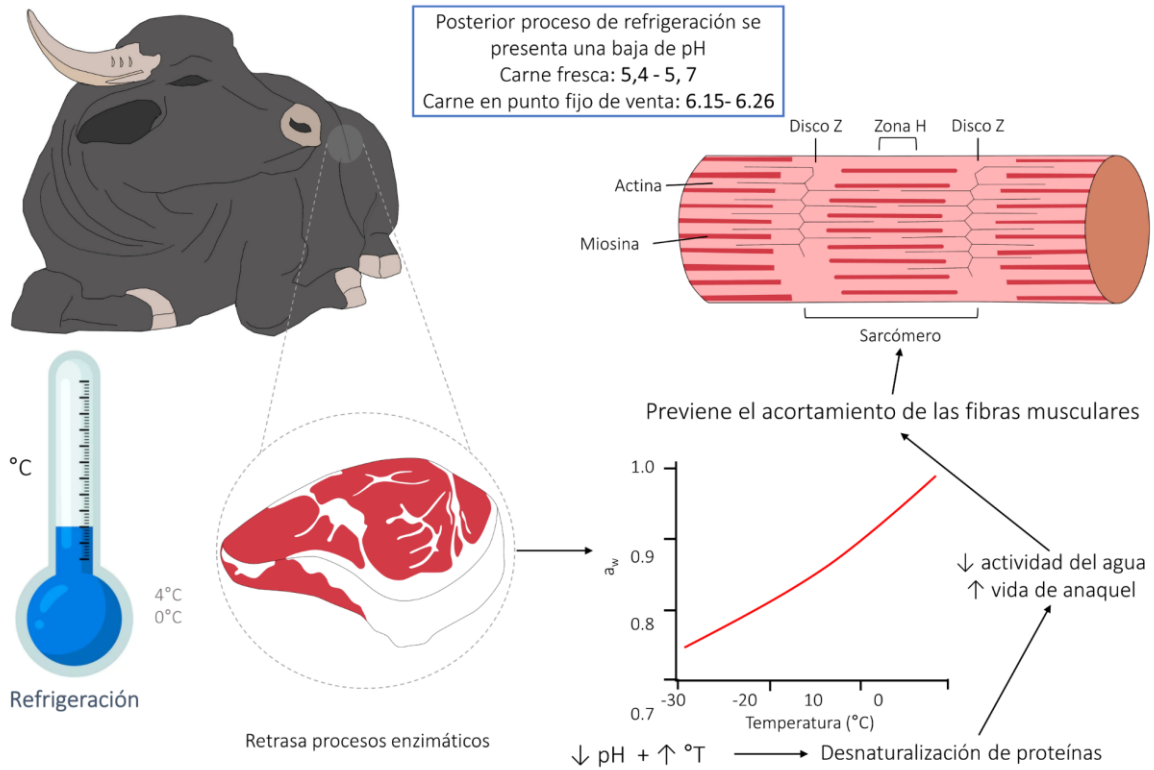 Posterior proceso de refrigeración se
presenta una baja de pH
Carne fresca: 5,4 - 5, 7
Carne en punto fijo de venta: 6.15- 6.26
Disco Z
Zona H
Disco Z
Actina
Miosina
Sarcómero
Previene el acortamiento de las fibras musculares
°C
4°C
0°C
Refrigeración
Retrasa procesos enzimáticos
1.0
0.9
0.8
0.7
a_w
-30
-20
10
0
Temperatura (°C)
↓ actividad del agua
↑ vida de anaquel
↓ pH + ↑ °T
Desnaturalización de proteínas